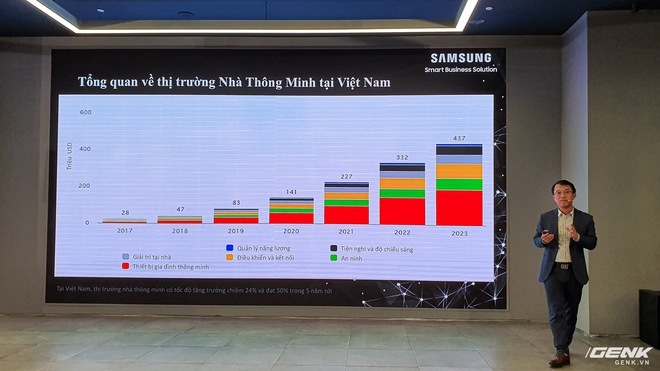 SAMSUNG
Smart Business Solution
Tổng quan về thị trường Nhà Thông Minh tại Việt Nam
600
400
200
0
Triệu USD
28
47
83
141
227
332
437
2017
2018
2019
2020
2021
2022
2023
Quản lý năng lượng
Tiện nghi và độ chiếu sáng
Giải trí tại nhà
Điều khiển và kết nối
An ninh
Thiết bị gia đình thông minh
Tại Việt Nam, thị trường nhà thông minh có tốc độ tăng trưởng chiếm 24% và đạt 50% trong 5 năm tới
GENK
GENK.VN